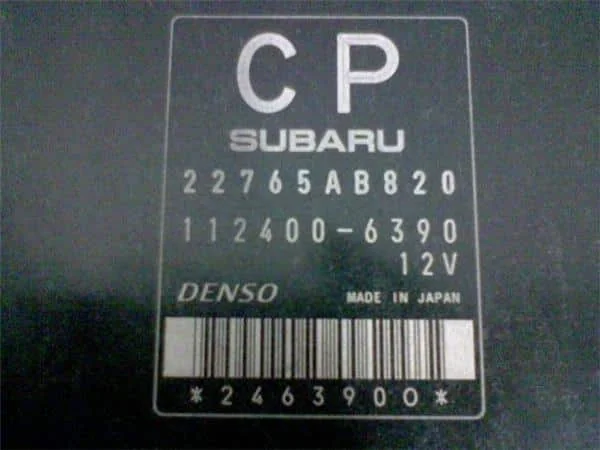 CP
SUBARU
22765AB820
112400-6390
12V
DENSO MADE IN JAPAN
*2463900*